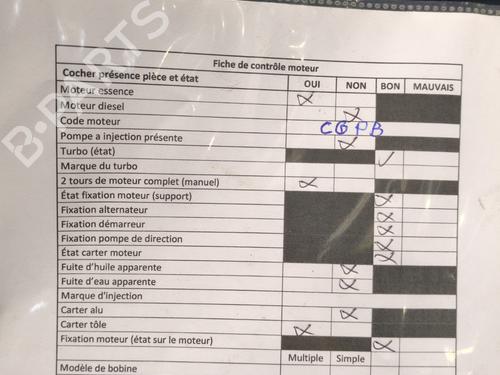 Fiche de contrôle moteur
Cocher présence pièce et état OUI NON BON MAUVAIS
Moteur essence X
Moteur diesel X
Code moteur CGPB
Pompe a injection présente X
Turbo (état) ✓
Marque du turbo
2 tours de moteur complet (manuel) X
État fixation moteur (support) X
Fixation alternateur X
Fixation démarreur X
Fixation pompe de direction X
État carter moteur X
Fuite d'huile apparente X
Fuite d'eau apparente X
Marque d'injection
Carter alu X
Carter tôle X
Fixation moteur (état sur le moteur) X
Multiple Simple
Modèle de bobine
B-PARTS